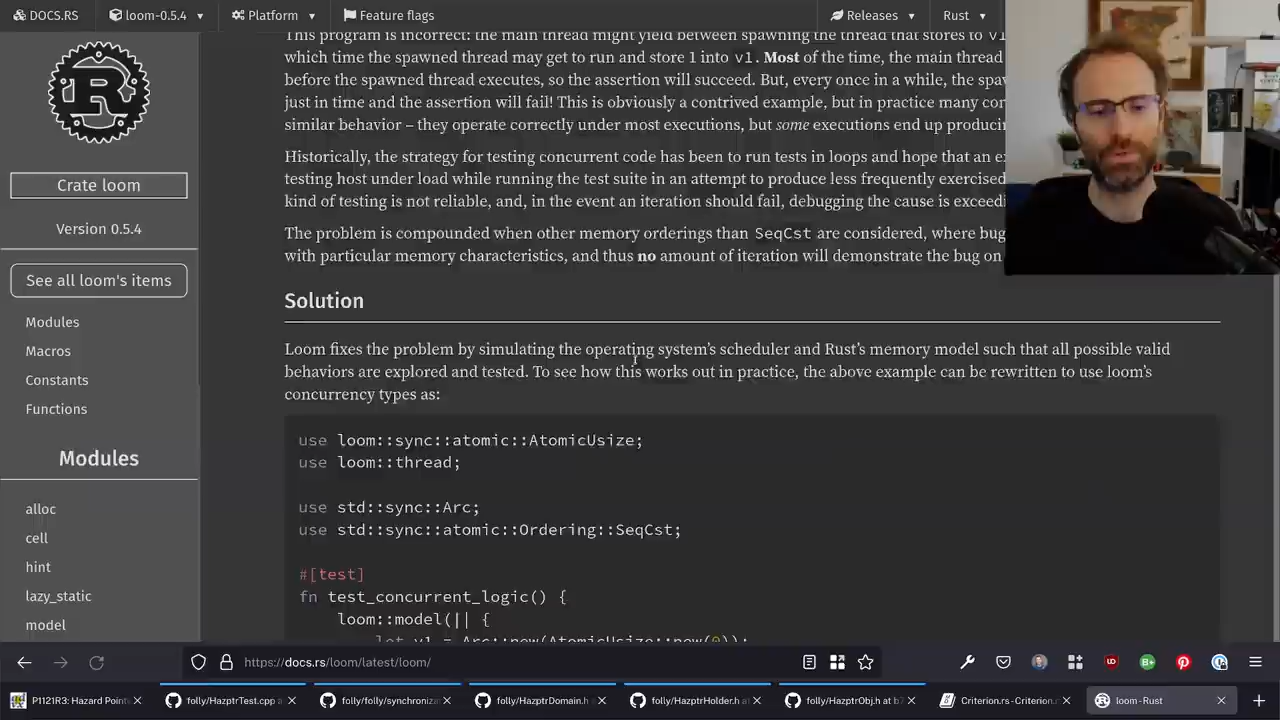 DOCS.RS
loom-0.5.4
Platform
Feature flags
Releases
Rust
Crate loom
Version 0.5.4
See all loom's items
Modules
Macros
Constants
Functions
Modules
alloc
cell
hint
lazy_static
model
This program is incorrect: the main thread might yield between spawning the thread that stores to v1
which time the spawned thread may get to run and store 1 into v1. Most of the time, the main thread
before the spawned thread executes, so the assertion will succeed. But, every once in a while, the spaw
just in time and the assertion will fail! This is obviously a contrived example, but in practice many con
similar behavior – they operate correctly under most executions, but some executions end up producin
Historically, the strategy for testing concurrent code has been to run tests in loops and hope that an ex
testing host under load while running the test suite in an attempt to produce less frequently exercised
kind of testing is not reliable, and, in the event an iteration should fail, debugging the cause is exceedi
The problem is compounded when other memory orderings than SeqCst are considered, where bug
with particular memory characteristics, and thus no amount of iteration will demonstrate the bug on
Solution
Loom fixes the problem by simulating the operating system's scheduler and Rust's memory model such that all possible valid
behaviors are explored and tested. To see how this works out in practice, the above example can be rewritten to use loom's
concurrency types as:
use loom::sync::atomic::AtomicUsize;
use loom::thread;
use std::sync::Arc;
use std::sync::atomic::Ordering::SeqCst;
#[test]
fn test_concurrent_logic() {
loom::model(|| {
let v1 = Arc::new(AtomicUsize::new(0));
https://docs.rs/loom/latest/loom/
P1121R3: Hazard Point
folly/HazptrTest.cpp a
folly/folly/synchroniza
folly/HazptrDomain.h
folly/HazptrHolder.h a
folly/HazptrObj.h at b7
Criterion.rs - Criterion.r
loom - Rust